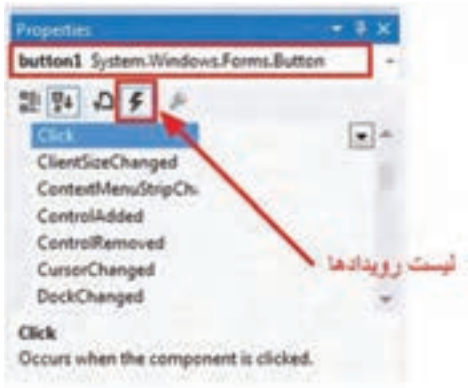 Properties
button1 System.Windows.Forms.Button
Click
ClientSizeChanged
ContextMenuStripCh
ControlAdded
ControlRemoved
CursorChanged
DockChanged
لیست رویدادها
Click
Occurs when the component is clicked.